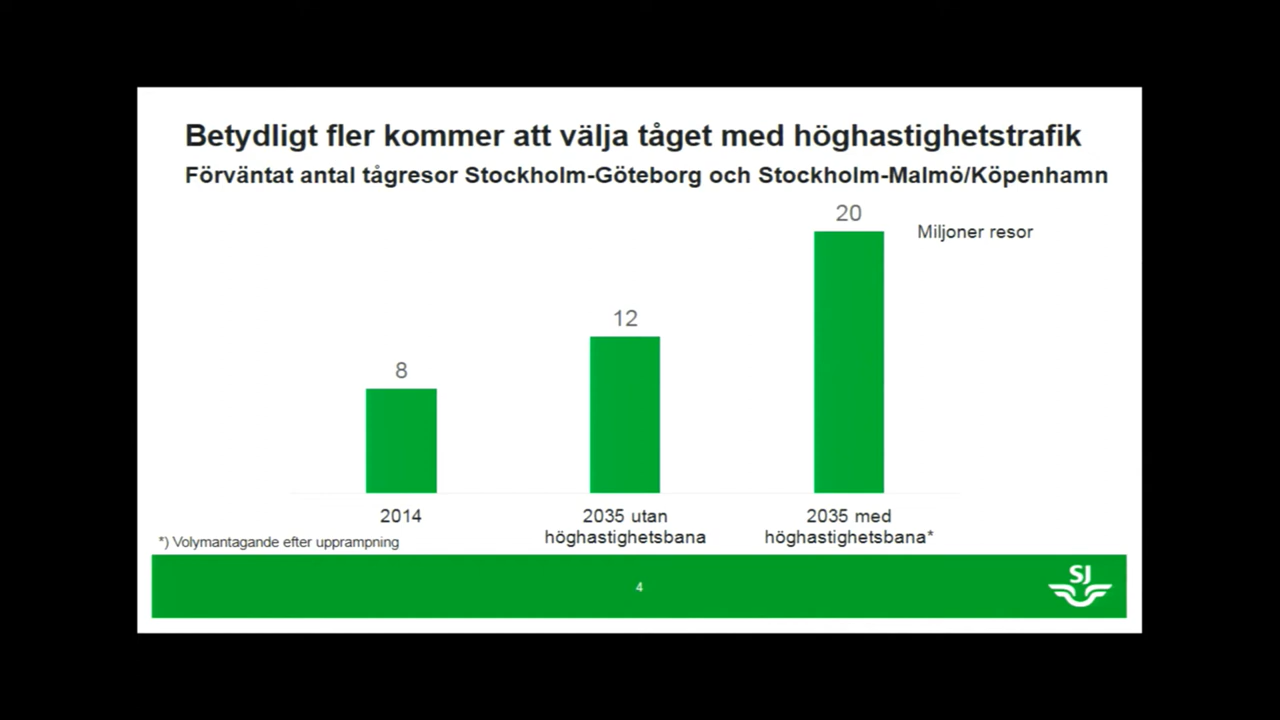 Betydligt fler kommer att välja tåget med höghastighetstrafik
Förväntat antal tågresor Stockholm-Göteborg och Stockholm-Malmö/Köpenhamn
20
Miljoner resor
12
8
2014
2035 utan
höghastighetsbana
2035 med
höghastighetsbana*
*) Volymantagande efter upprampning
4
SJ